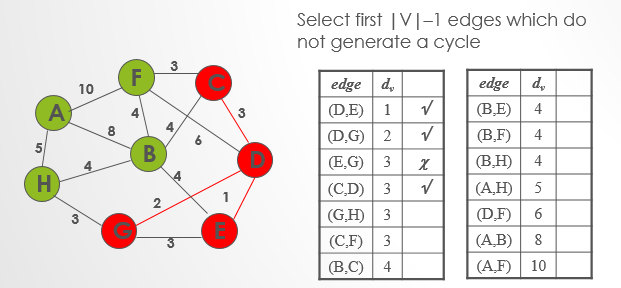 Select first |V|–1 edges which do
not generate a cycle
3
F
C
10
A
4
3
8
4
6
5
B
D
4
4
H
2
1
3
G
E
3
edge dᵥ
(D,E) 1 √
(D,G) 2 √
(E,G) 3 χ
(C,D) 3 √
(G,H) 3
(C,F) 3
(B,C) 4
edge dᵥ
(B,E) 4
(B,F) 4
(B,H) 4
(A,H) 5
(D,F) 6
(A,B) 8
(A,F) 10